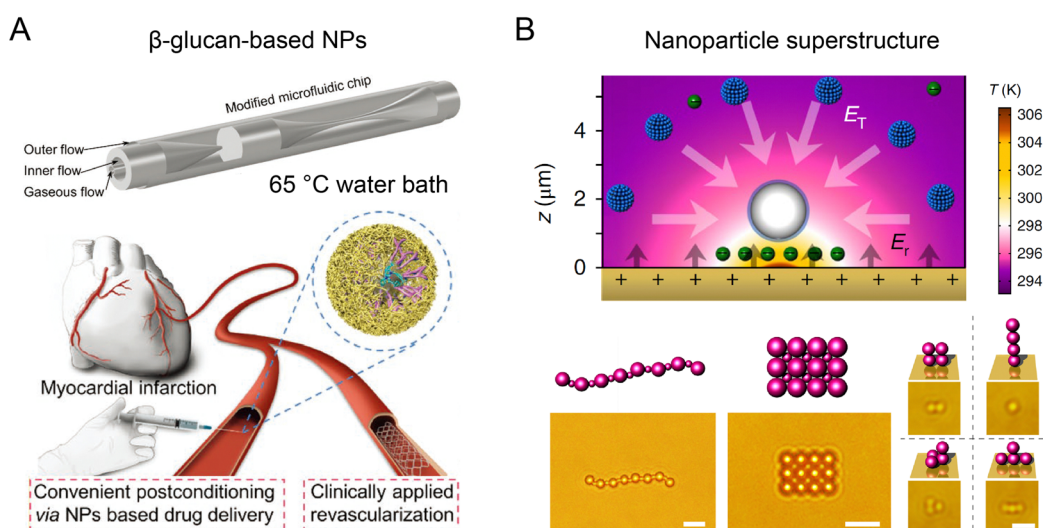 A
β-glucan-based NPs
Modified microfluidic chip
Outer flow
Inner flow
Gaseous flow
65 °C water bath
Myocardial infarction
Convenient postconditioning
via NPs based drug delivery
Clinically applied
revascularization
B
Nanoparticle superstructure
z (μm)
4
2
0
E_T
E_r
+ + + + + + + + +
T (K)
306
304
302
300
298
296
294